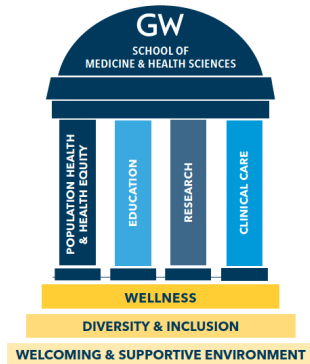 GW
SCHOOL OF
MEDICINE & HEALTH SCIENCES
POPULATION HEALTH
& HEALTH EQUITY
EDUCATION
RESEARCH
CLINICAL CARE
WELLNESS
DIVERSITY & INCLUSION
WELCOMING & SUPPORTIVE ENVIRONMENT